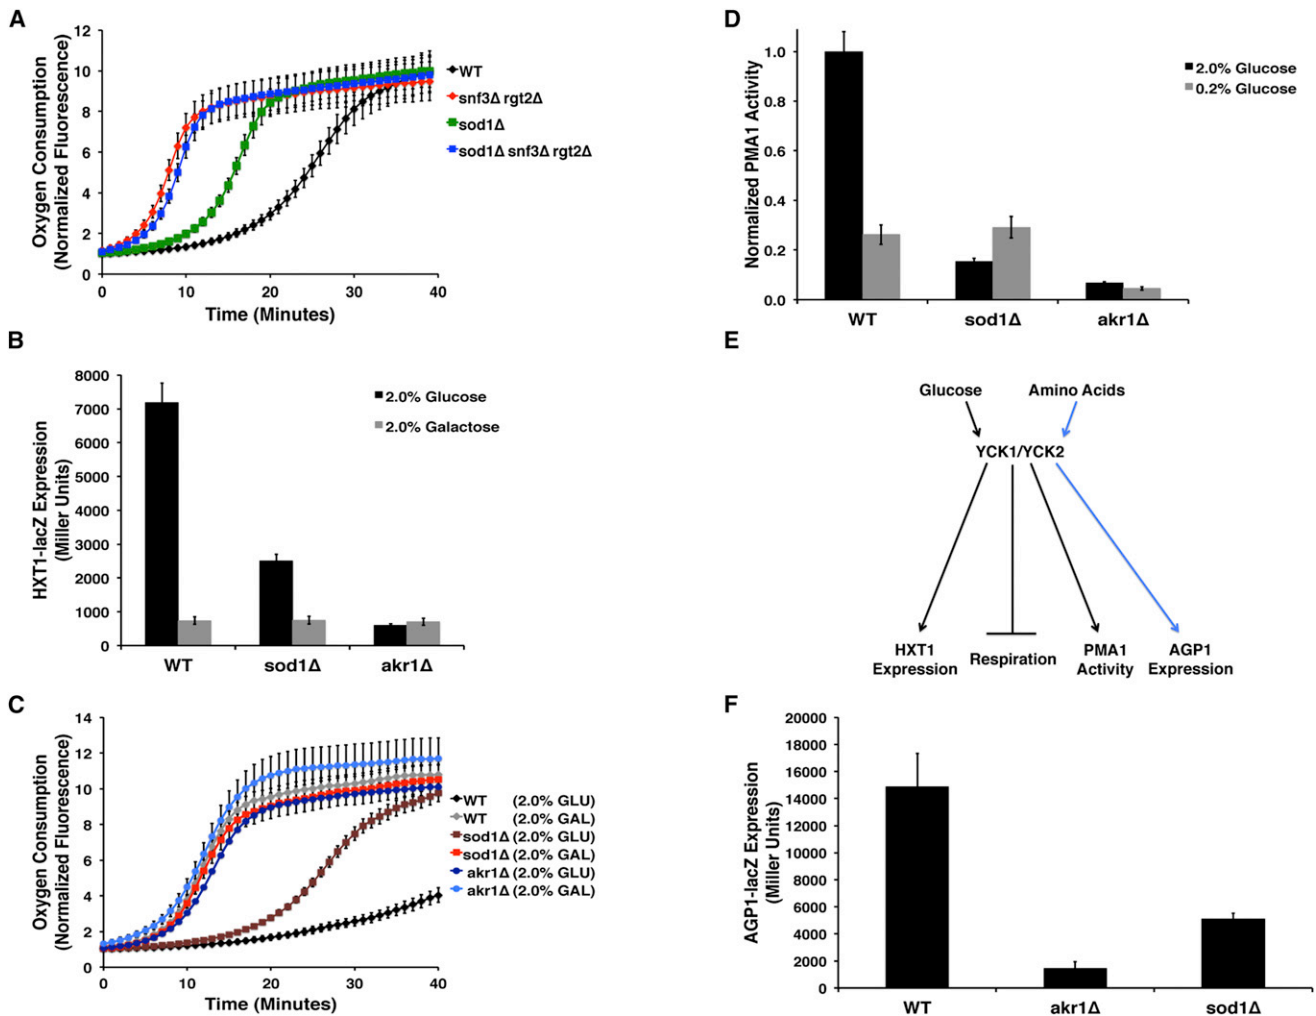 A
Oxygen Consumption
(Normalized Fluorescence)
12
10
8
6
4
2
0
0 10 20 30 40
Time (Minutes)
WT
snf3Δ rgt2Δ
sod1Δ
sod1Δ snf3Δ rgt2Δ
B
HXT1-lacZ Expression
(Miller Units)
8000
7000
6000
5000
4000
3000
2000
1000
0
2.0% Glucose
2.0% Galactose
WT sod1Δ akr1Δ
C
Oxygen Consumption
(Normalized Fluorescence)
14
12
10
8
6
4
2
0
0 10 20 30 40
Time (Minutes)
WT (2.0% GLU)
WT (2.0% GAL)
sod1Δ (2.0% GLU)
sod1Δ (2.0% GAL)
akr1Δ (2.0% GLU)
akr1Δ (2.0% GAL)
D
Normalized PMA1 Activity
1.0
0.8
0.6
0.4
0.2
0.0
2.0% Glucose
0.2% Glucose
WT sod1Δ akr1Δ
E
Glucose Amino Acids
YCK1/YCK2
HXT1
Expression
Respiration
PMA1
Activity
AGP1
Expression
F
AGP1-lacZ Expression
(Miller Units)
20000
18000
16000
14000
12000
10000
8000
6000
4000
2000
0
WT akr1Δ sod1Δ